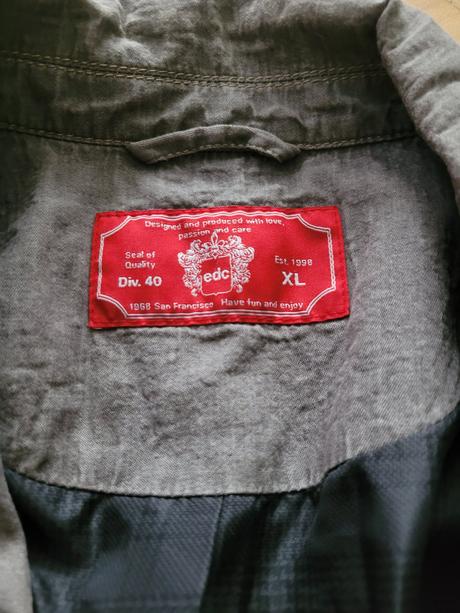 Designed and produced with love,
passion and care
Seal of
Quality
Div. 40
edc
Est. 1998
XL
1968 San Francisco Have fun and enjoy